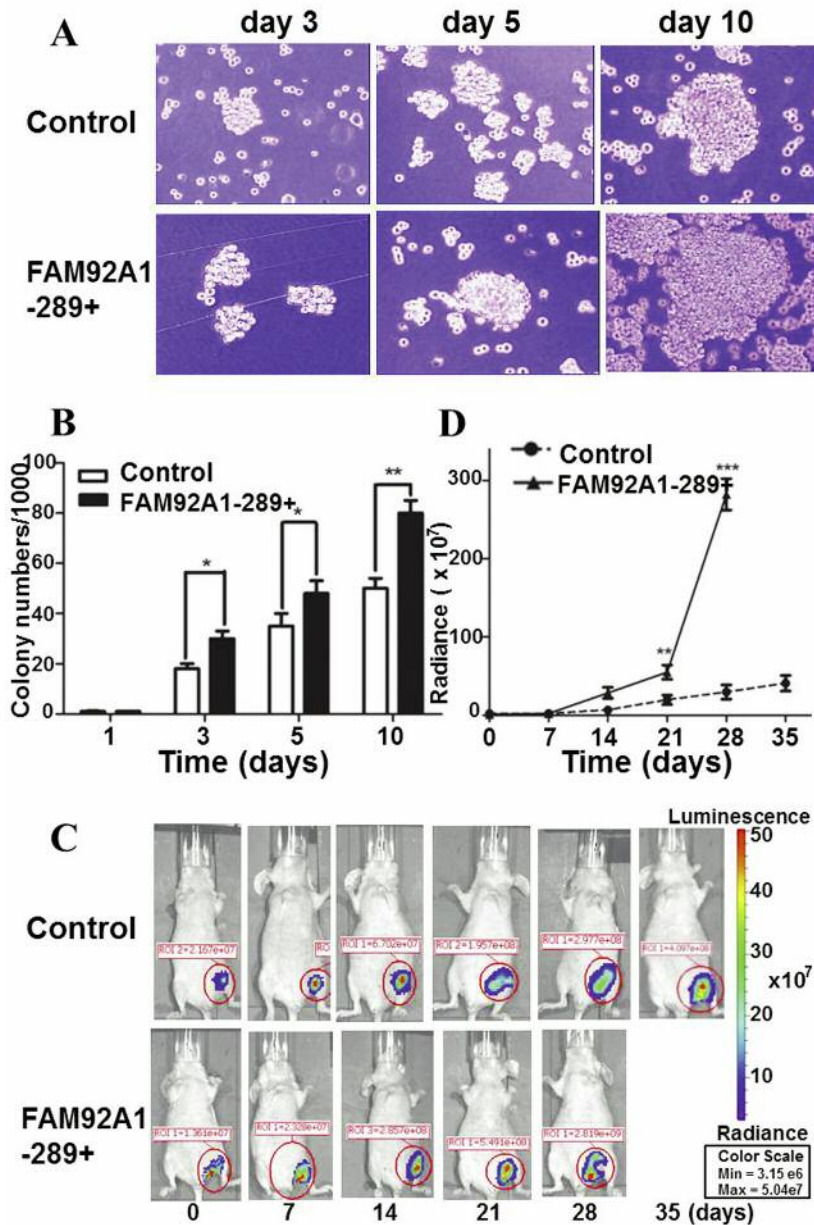 A
day 3
day 5
day 10
Control
FAM92A1
-289+
B
Colony numbers/1000
100
80
60
40
20
0
Control
FAM92A1-289+
*
*
**
1
3
5
10
Time (days)
D
Radiance ( x 10⁷)
300
200
100
0
Control
FAM92A1-289+
**
***
0
7
14
21
28
35
Time (days)
C
Control
ROI 2=2.167e+07
RO
ROI 1=6.702e+07
ROI 2=1.957e+08
ROI 1=2.977e+08
ROI 1=4.097e+08
FAM92A1
-289+
ROI 1=1.361e+07
ROI 1=2.328e+07
ROI 3=2.857e+08
ROI 1=5.491e+08
ROI 1=2.819e+09
0
7
14
21
28
35 (days)
Luminescence
50
40
30
x10⁷
20
10
Radiance
Color Scale
Min = 3.15 e6
Max = 5.04e7